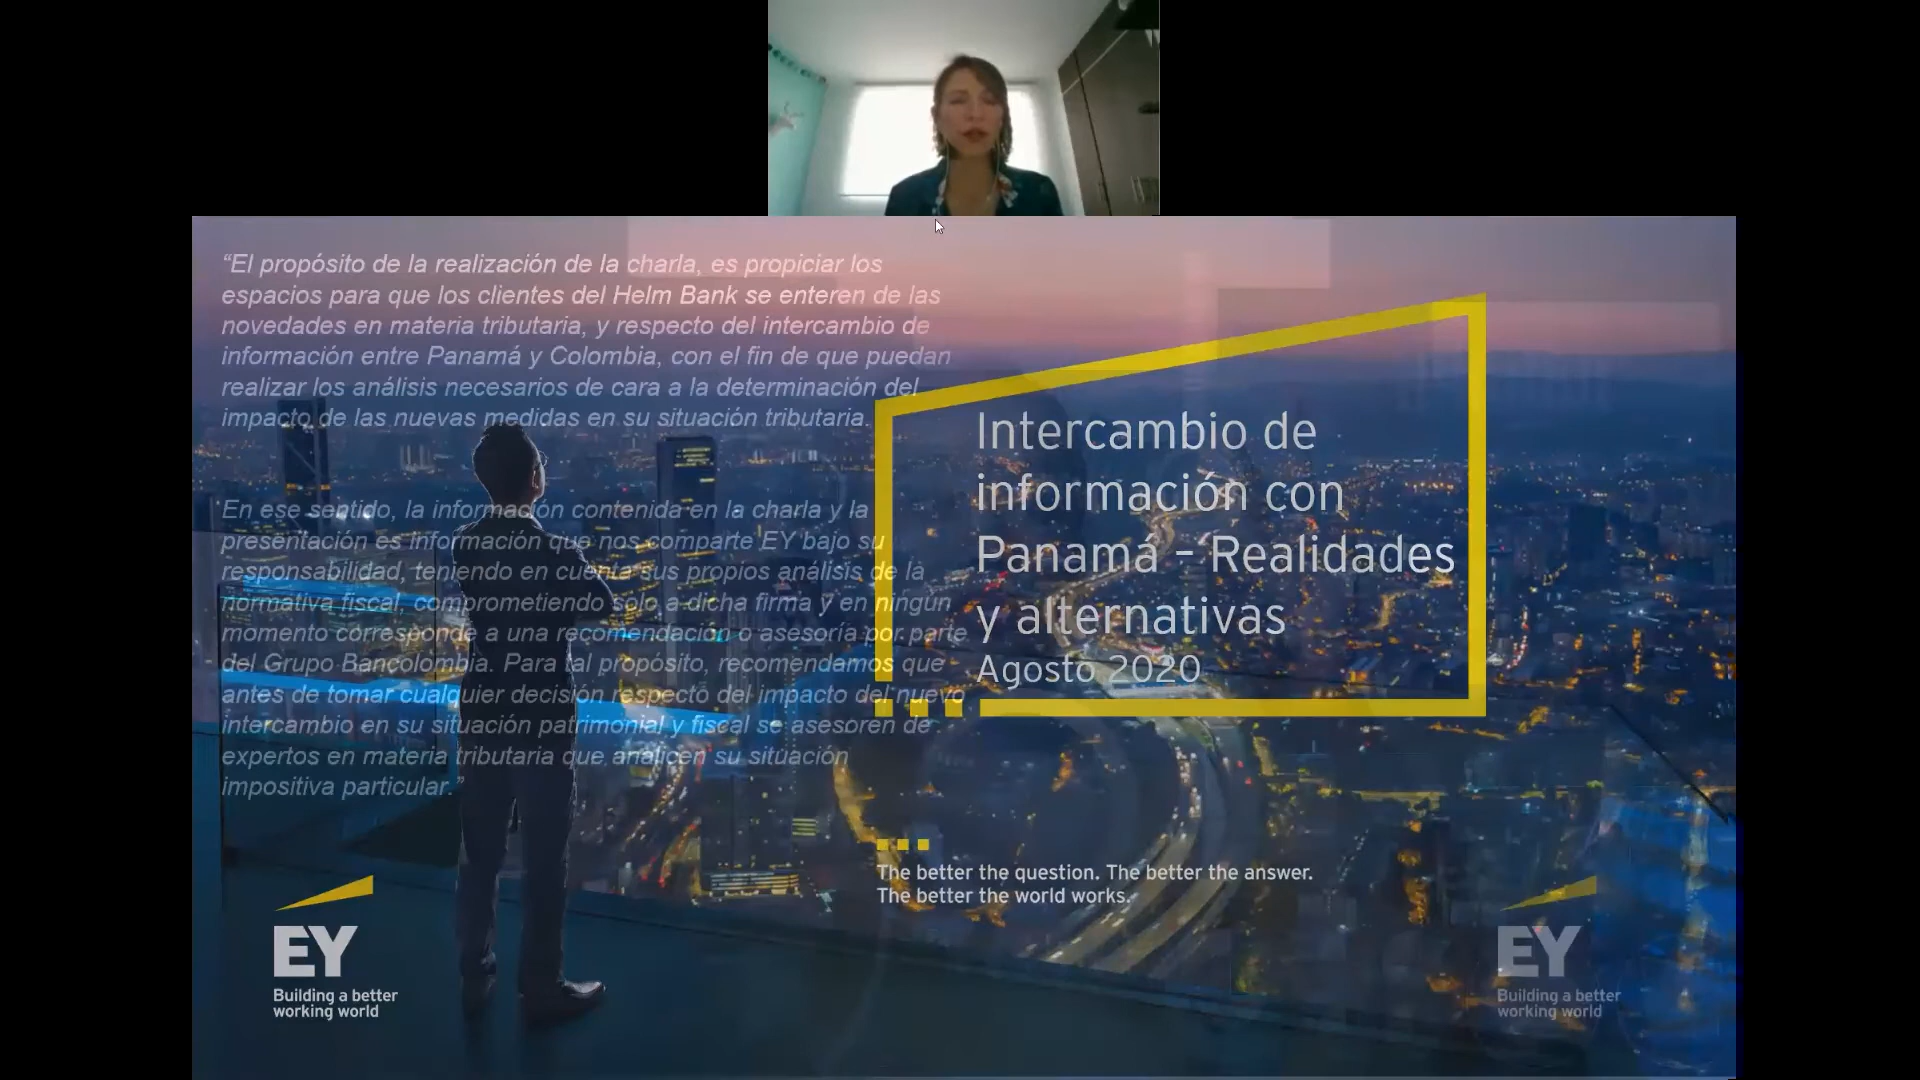 “El propósito de la realización de la charla, es propiciar los
espacios para que los clientes del Helm Bank se enteren de las
novedades en materia tributaria, y respecto del intercambio de
información entre Panamá y Colombia, con el fin de que puedan
realizar los análisis necesarios de cara a la determinación del
impacto de las nuevas medidas en su situación tributaria.
En ese sentido, la información contenida en la charla y la
presentación es información que nos comparte EY bajo su
responsabilidad, teniendo en cuenta sus propios análisis de la
normativa fiscal, comprometiendo solo a dicha firma y en ningún
momento corresponde a una recomendación o asesoría por parte
del Grupo Bancolombia. Para tal propósito, recomendamos que
antes de tomar cualquier decisión respecto del impacto del nuevo
intercambio en su situación patrimonial y fiscal se asesoren de
expertos en materia tributaria que analicen su situación
impositiva particular.”
Intercambio de
información con
Panamá – Realidades
y alternativas
Agosto 2020
The better the question. The better the answer.
The better the world works.
EY
Building a better
working world
EY
Building a better
working world